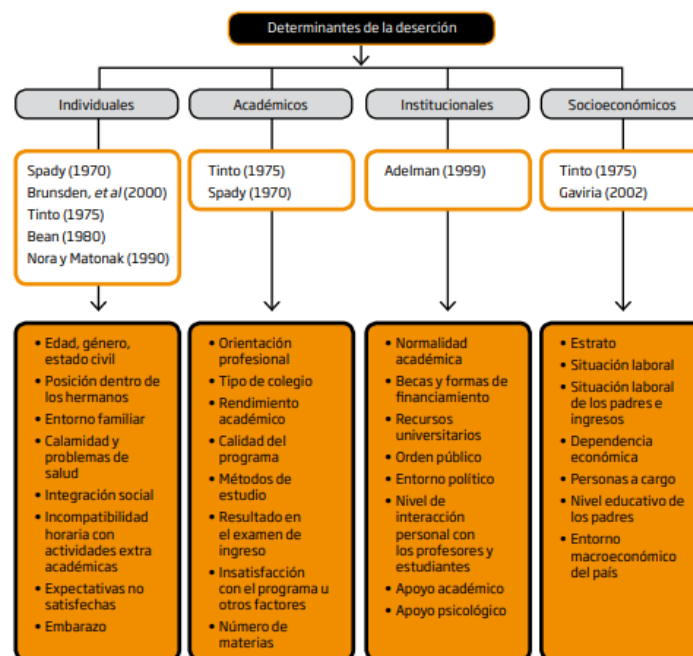 Determinantes de la deserción
Individuales
Académicos
Institucionales
Socioeconómicos
Spady (1970)
Brunsden, et al (2000)
Tinto (1975)
Bean (1980)
Nora y Matonak (1990)
Tinto (1975)
Spady (1970)
Adelman (1999)
Tinto (1975)
Gaviria (2002)
• Edad, género,
estado civil
• Posición dentro de
los hermanos
• Entorno familiar
• Calamidad y
problemas de
salud
• Integración social
• Incompatibilidad
horaria con
actividades extra
académicas
• Expectativas no
satisfechas
• Embarazo
• Orientación
profesional
• Tipo de colegio
• Rendimiento
académico
• Calidad del
programa
• Métodos de
estudio
• Resultado en
el examen de
ingreso
• Insatisfacción
con el programa u
otros factores
• Número de
materias
• Normalidad
académica
• Becas y formas de
financiamiento
• Recursos
universitarios
• Orden público
• Entorno político
• Nivel de
interacción
personal con
los profesores y
estudiantes
• Apoyo académico
• Apoyo psicológico
• Estrato
• Situación laboral
• Situación laboral
de los padres e
ingresos
• Dependencia
económica
• Personas a cargo
• Nivel educativo de
los padres
• Entorno
macroeconómico
del país